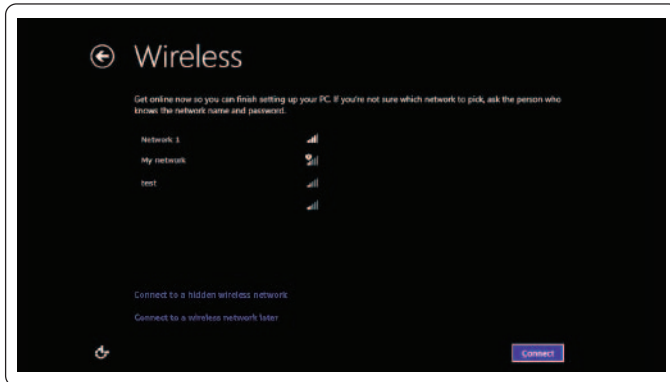 Wireless
Get online now so you can finish setting up your PC. If you're not sure which network to pick, ask the person who
knows the network name and password.
Network 1
My network
test
Connect to a hidden wireless network
Connect to a wireless network later
Connect